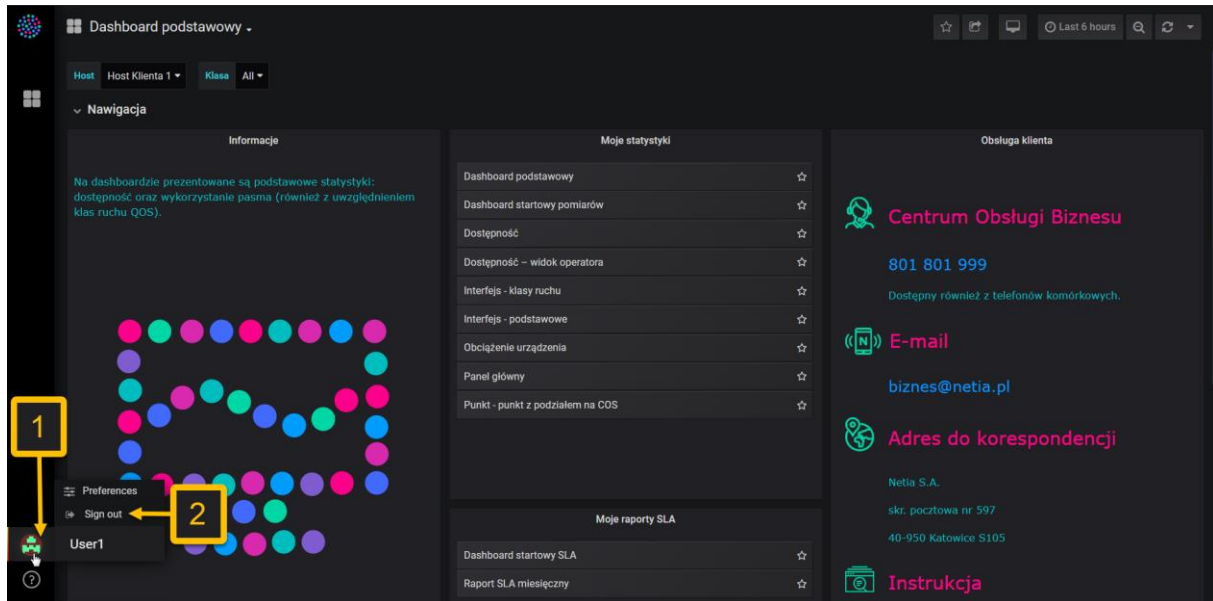 Dashboard podstawowy
Last 6 hours
Host Host Klienta 1 Klasa All
Nawigacja
Informacje
Na dashboardzie prezentowane są podstawowe statystyki:
dostępność oraz wykorzystanie pasma (również z uwzględnieniem
klas ruchu QOS).
Moje statystyki
Dashboard podstawowy
Dashboard startowy pomiarów
Dostępność
Dostępność – widok operatora
Interfejs - klasy ruchu
Interfejs - podstawowe
Obciążenie urządzenia
Panel główny
Punkt - punkt z podziałem na COS
Moje raporty SLA
Dashboard startowy SLA
Raport SLA miesięczny
Obsługa klienta
Centrum Obsługi Biznesu
801 801 999
Dostępny również z telefonów komórkowych.
N
E-mail
biznes@netia.pl
Adres do korespondencji
Netia S.A.
skr. pocztowa nr 597
40-950 Katowice S105
Instrukcja
1
Preferences
Sign out
2
User1
?